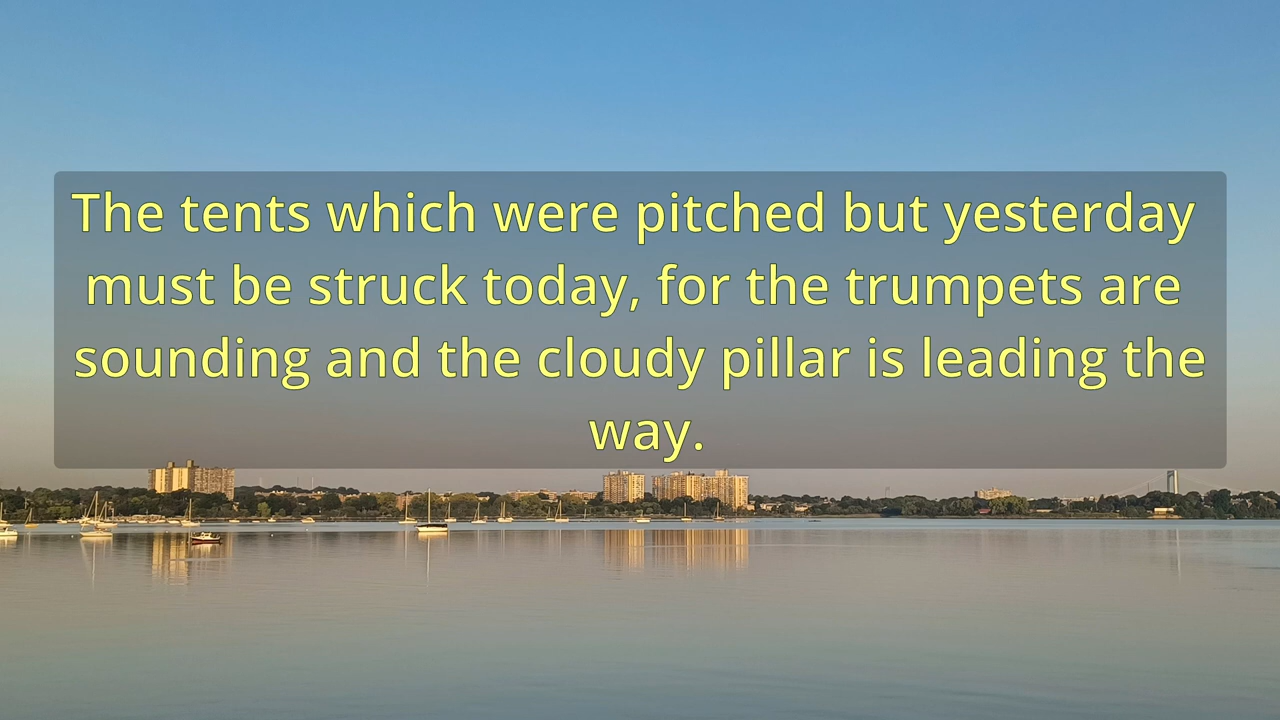 The tents which were pitched but yesterday
must be struck today, for the trumpets are
sounding and the cloudy pillar is leading the
way.